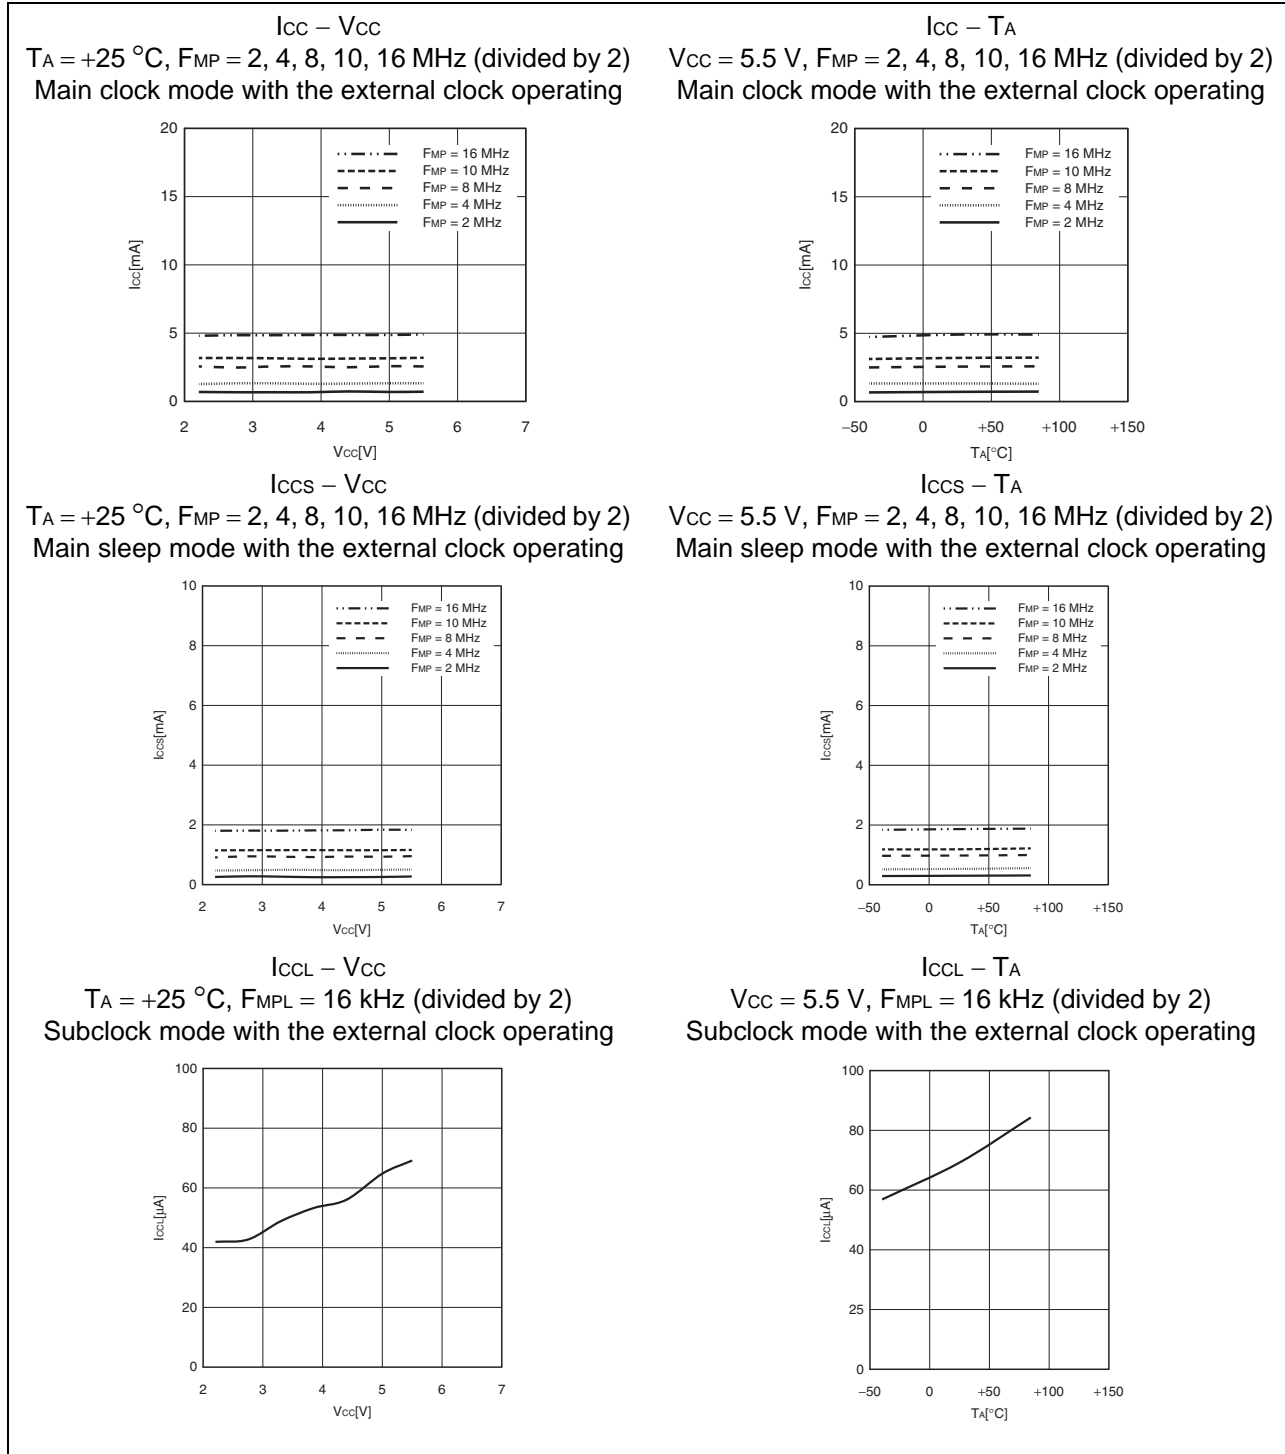 ICC – VCC
TA = +25 °C, FMP = 2, 4, 8, 10, 16 MHz (divided by 2)
Main clock mode with the external clock operating
20
15
10
5
0
ICC[mA]
FMP = 16 MHz
FMP = 10 MHz
FMP = 8 MHz
FMP = 4 MHz
FMP = 2 MHz
2 3 4 5 6 7
VCC[V]
ICC – TA
VCC = 5.5 V, FMP = 2, 4, 8, 10, 16 MHz (divided by 2)
Main clock mode with the external clock operating
20
15
10
5
0
ICC[mA]
FMP = 16 MHz
FMP = 10 MHz
FMP = 8 MHz
FMP = 4 MHz
FMP = 2 MHz
−50 0 +50 +100 +150
TA[°C]
ICCS – VCC
TA = +25 °C, FMP = 2, 4, 8, 10, 16 MHz (divided by 2)
Main sleep mode with the external clock operating
10
8
6
4
2
0
ICCS[mA]
FMP = 16 MHz
FMP = 10 MHz
FMP = 8 MHz
FMP = 4 MHz
FMP = 2 MHz
2 3 4 5 6 7
VCC[V]
ICCS – TA
VCC = 5.5 V, FMP = 2, 4, 8, 10, 16 MHz (divided by 2)
Main sleep mode with the external clock operating
10
8
6
4
2
0
ICCS[mA]
FMP = 16 MHz
FMP = 10 MHz
FMP = 8 MHz
FMP = 4 MHz
FMP = 2 MHz
−50 0 +50 +100 +150
TA[°C]
ICCL – VCC
TA = +25 °C, FMPL = 16 kHz (divided by 2)
Subclock mode with the external clock operating
100
80
60
40
20
0
ICCL[µA]
2 3 4 5 6 7
VCC[V]
ICCL – TA
VCC = 5.5 V, FMPL = 16 kHz (divided by 2)
Subclock mode with the external clock operating
100
80
60
40
25
0
ICCL[µA]
−50 0 +50 +100 +150
TA[°C]